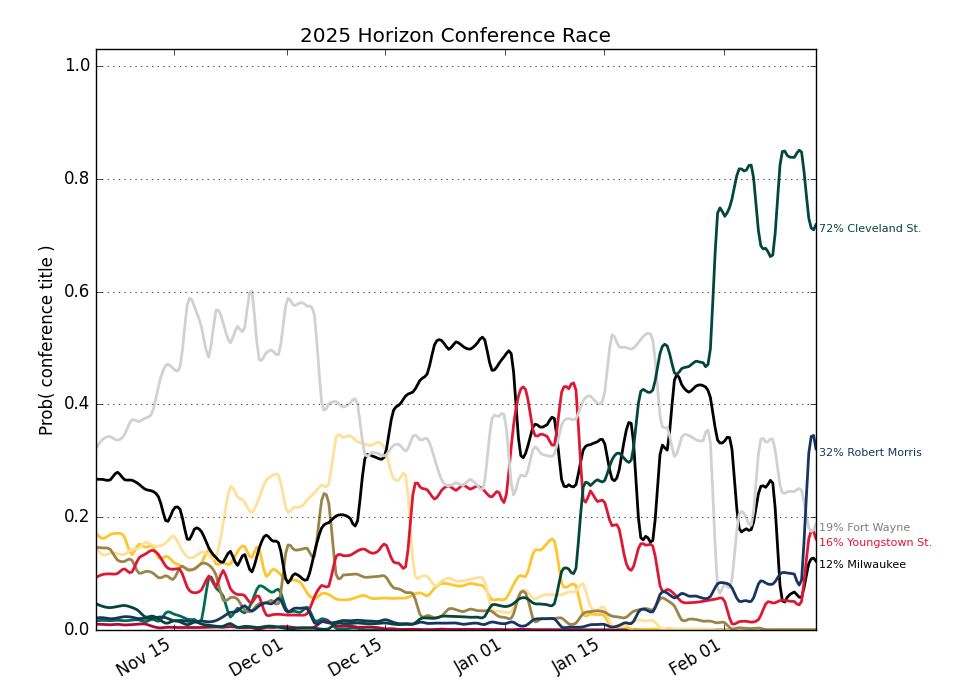 2025 Horizon Conference Race
Prob( conference title )
1.0
0.8
0.6
0.4
0.2
0.0
Nov 15
Dec 01
Dec 15
Jan 01
Jan 15
Feb 01
72% Cleveland St.
32% Robert Morris
19% Fort Wayne
16% Youngstown St.
12% Milwaukee